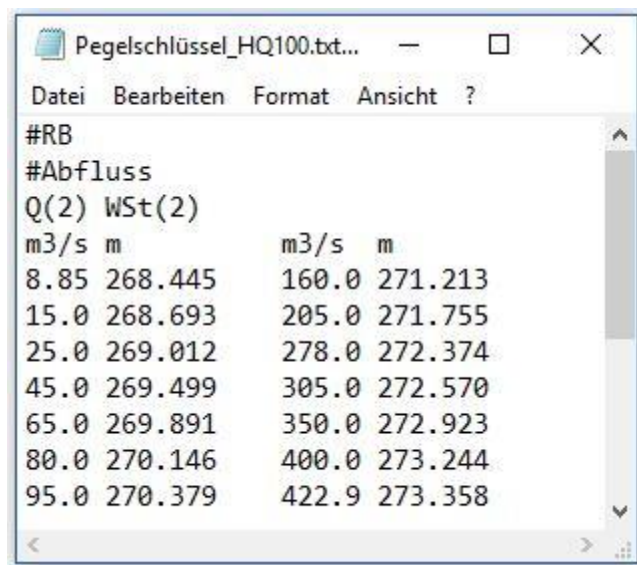 Pegelschlüssel_HQ100.txt...
Datei Bearbeiten Format Ansicht ?
#RB
#Abfluss
Q(2) WSt(2)
m3/s m m3/s m
8.85 268.445 160.0 271.213
15.0 268.693 205.0 271.755
25.0 269.012 278.0 272.374
45.0 269.499 305.0 272.570
65.0 269.891 350.0 272.923
80.0 270.146 400.0 273.244
95.0 270.379 422.9 273.358